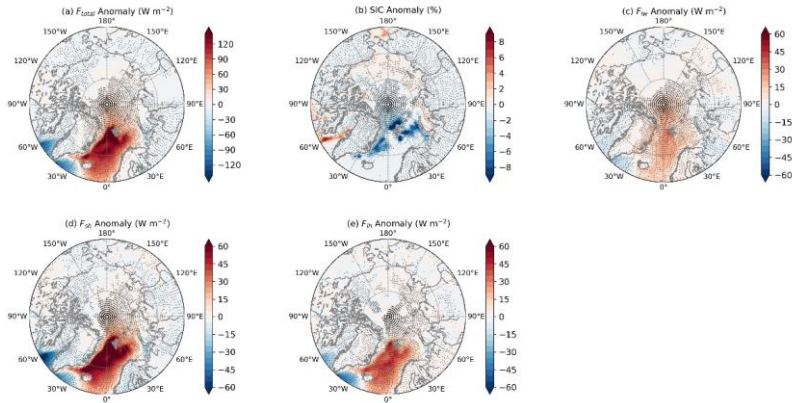 (a) F_total Anomaly (W m⁻²)
180°
150°W
150°E
120°W
120°E
90°W
90°E
60°W
60°E
30°W
30°E
0°
120
90
60
30
0
−30
−60
−90
−120
(b) SIC Anomaly (%)
180°
150°W
150°E
120°W
120°E
90°W
90°E
60°W
60°E
30°W
30°E
0°
8
6
4
2
0
−2
−4
−6
−8
(c) F_lw Anomaly (W m⁻²)
180°
150°W
150°E
120°W
120°E
90°W
90°E
60°W
60°E
30°W
30°E
0°
60
45
30
15
0
−15
−30
−45
−60
(d) F_sh Anomaly (W m⁻²)
180°
150°W
150°E
120°W
120°E
90°W
90°E
60°W
60°E
30°W
30°E
0°
60
45
30
15
0
−15
−30
−45
−60
(e) F_lh Anomaly (W m⁻²)
180°
150°W
150°E
120°W
120°E
90°W
90°E
60°W
60°E
30°W
30°E
0°
60
45
30
15
0
−15
−30
−45
−60